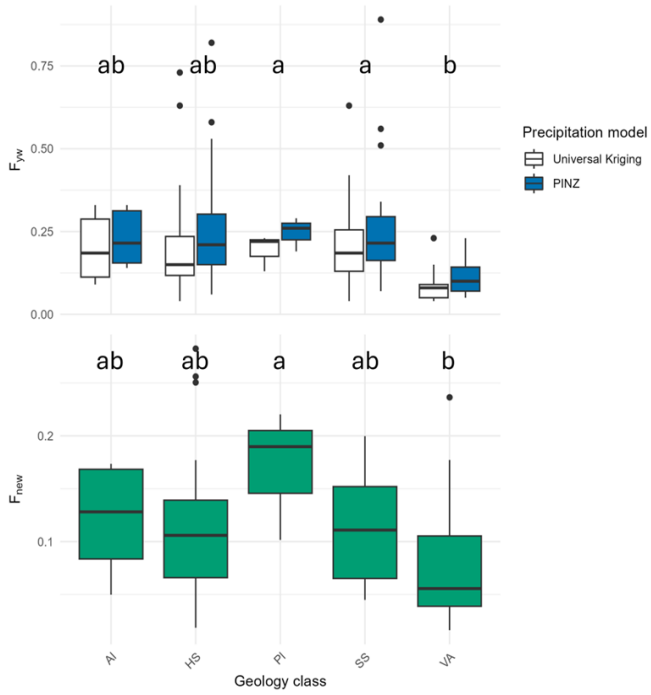 ab ab a a b
0.75
0.50
0.25
0.00
Fyw
Precipitation model
Universal Kriging
PINZ
ab ab a ab b
0.2
0.1
Fnew
Al HS PI SS VA
Geology class